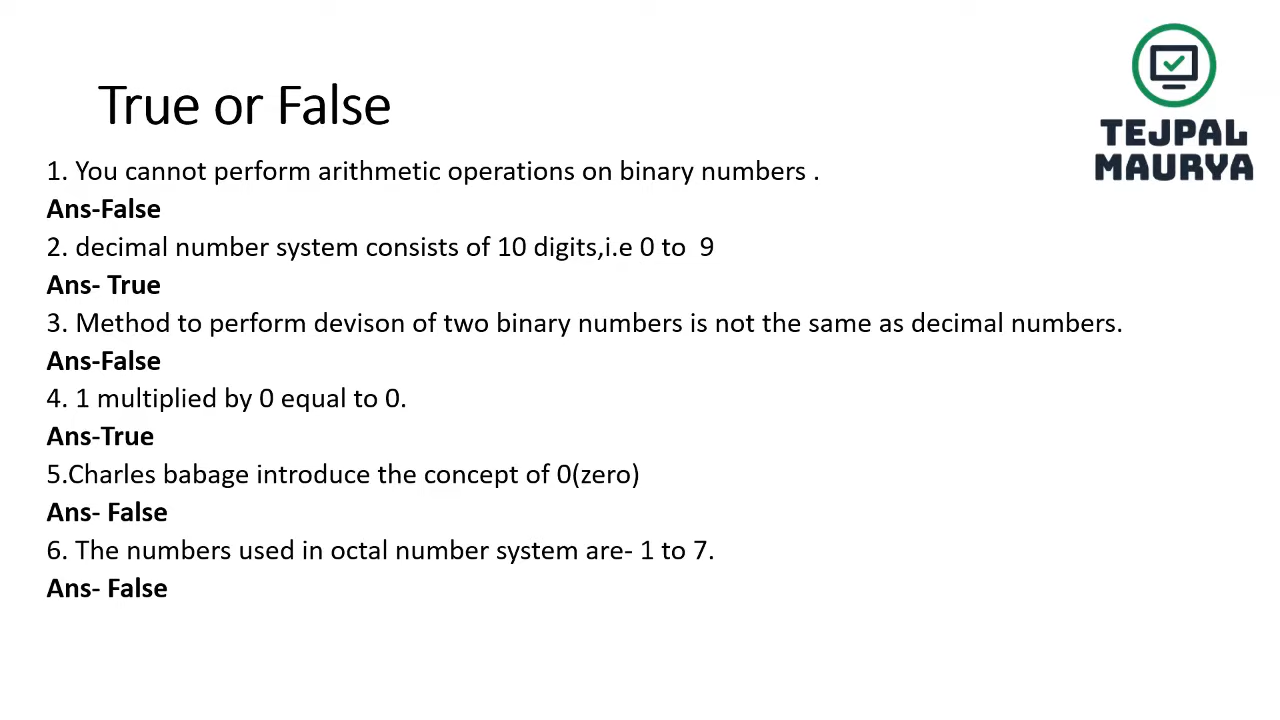 TEJPAL
MAURYA
True or False
1. You cannot perform arithmetic operations on binary numbers .
Ans-False
2. decimal number system consists of 10 digits,i.e 0 to  9
Ans- True
3. Method to perform devison of two binary numbers is not the same as decimal numbers.
Ans-False
4. 1 multiplied by 0 equal to 0.
Ans-True
5.Charles babage introduce the concept of 0(zero)
Ans- False
6. The numbers used in octal number system are- 1 to 7.
Ans- False